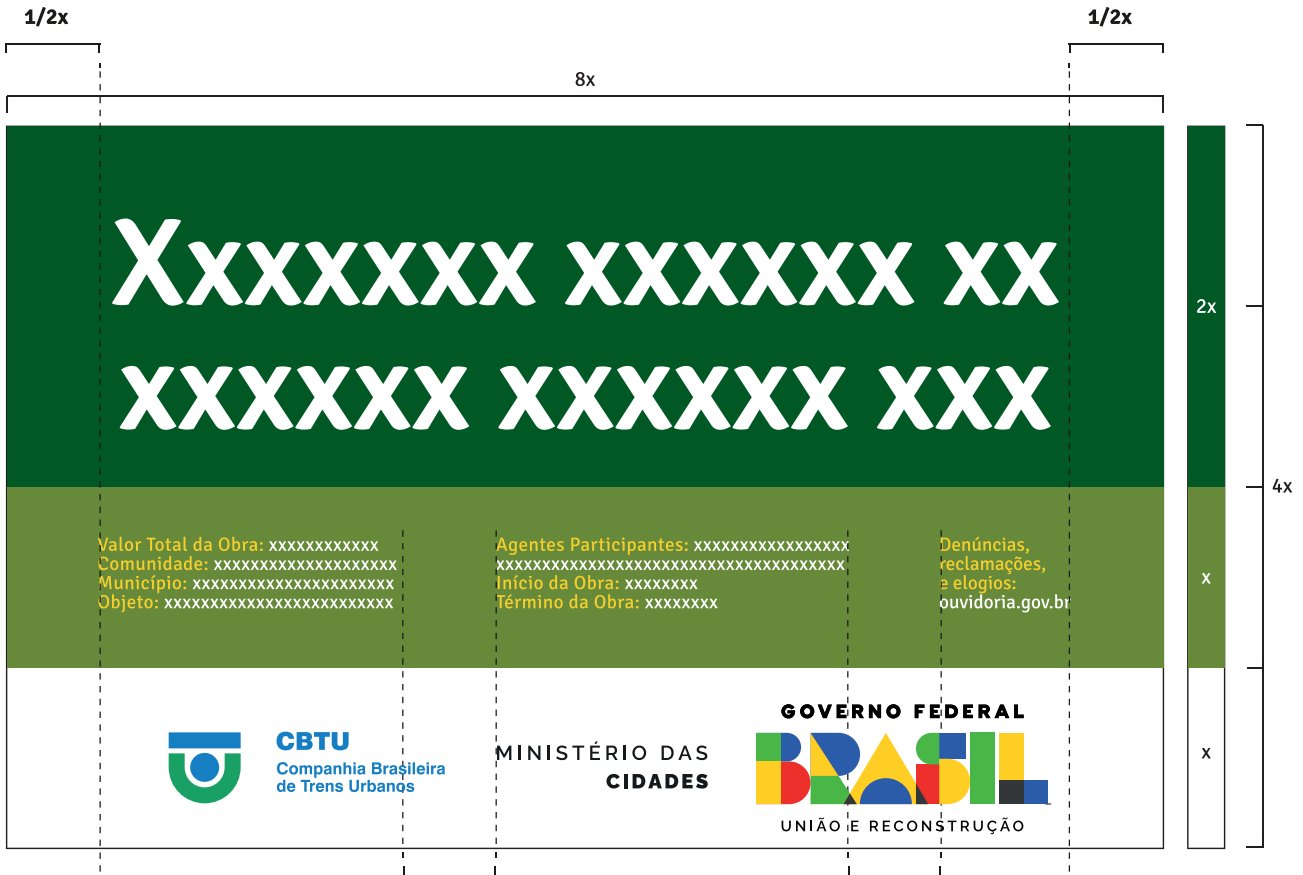 1/2x
1/2x
8x
Xxxxxxx xxxxxx xx
xxxxxx xxxxxx xxx
2x
4x
Valor Total da Obra: xxxxxxxxxxxx
Comunidade: xxxxxxxxxxxxxxxxxxxx
Município: xxxxxxxxxxxxxxxxxxxxxx
Objeto: xxxxxxxxxxxxxxxxxxxxxxxxx
Agentes Participantes: xxxxxxxxxxxxxxxxx
xxxxxxxxxxxxxxxxxxxxxxxxxxxxxxxxxxxxxx
Início da Obra: xxxxxxxx
Término da Obra: xxxxxxxx
Denúncias,
reclamações,
e elogios:
ouvidoria.gov.br
x
CBTU
Companhia Brasileira
de Trens Urbanos
MINISTÉRIO DAS
CIDADES
GOVERNO FEDERAL
BRASIL
UNIÃO E RECONSTRUÇÃO
x